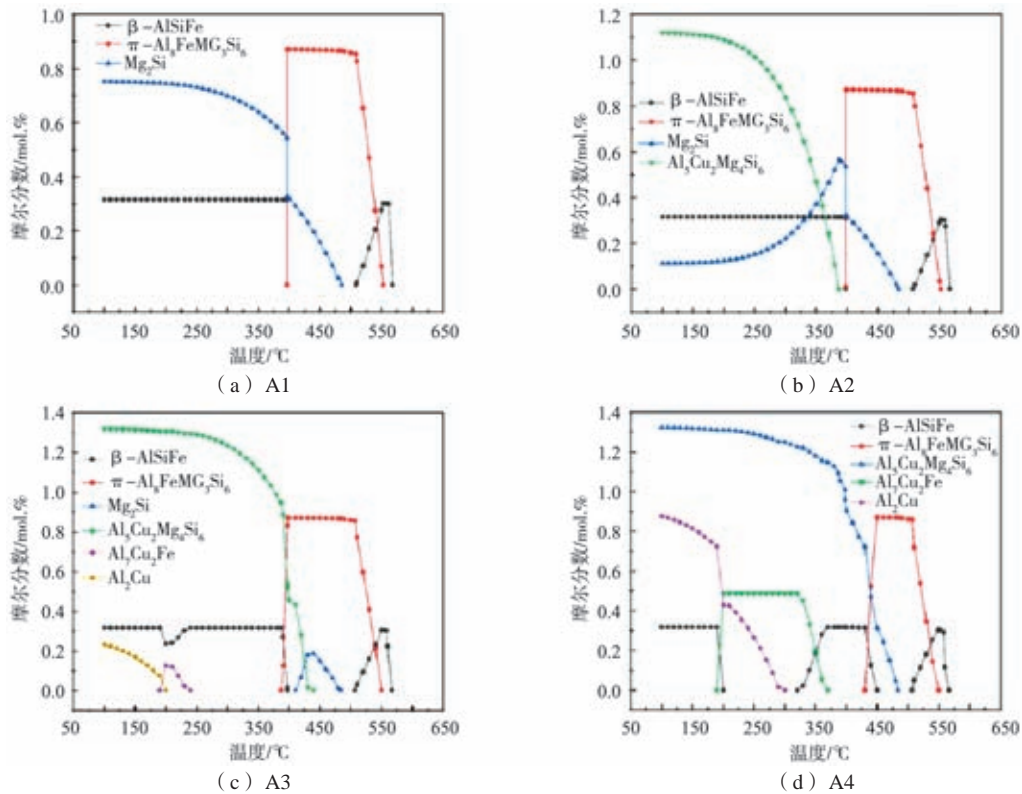 1.0
0.8
0.6
0.4
0.2
0.0
摩尔分数/mol.%
β-AlSiFe
π-Al₈FeMG₃Si₆
Mg₂Si
50 150 250 350 450 550 650
温度/℃
(a) A1
1.2
1.0
0.8
0.6
0.4
0.2
0.0
摩尔分数/mol.%
β-AlSiFe
π-Al₈FeMG₃Si₆
Mg₂Si
Al₅Cu₂Mg₄Si₆
50 150 250 350 450 550 650
温度/℃
(b) A2
1.4
1.2
1.0
0.8
0.6
0.4
0.2
0.0
摩尔分数/mol.%
β-AlSiFe
π-Al₈FeMG₃Si₆
Mg₂Si
Al₅Cu₂Mg₈Si₆
Al₇Cu₂Fe
Al₂Cu
50 150 250 350 450 550 650
温度/℃
(c) A3
1.4
1.2
1.0
0.8
0.6
0.4
0.2
0.0
摩尔分数/mol.%
β-AlSiFe
π-Al₈FeMG₃Si₆
Al₅Cu₂Mg₄Si₆
Al₇Cu₂Fe
Al₂Cu
50 150 250 350 450 550 650
温度/℃
(d) A4